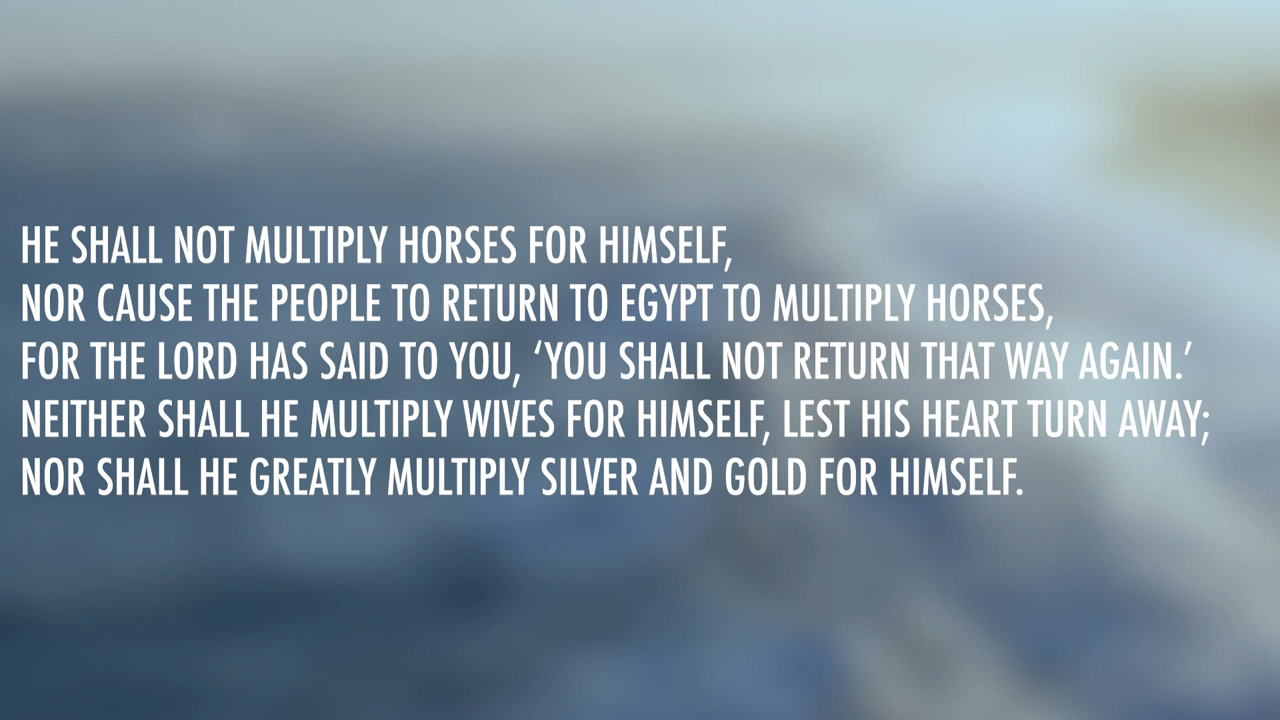 HE SHALL NOT MULTIPLY HORSES FOR HIMSELF,
NOR CAUSE THE PEOPLE TO RETURN TO EGYPT TO MULTIPLY HORSES,
FOR THE LORD HAS SAID TO YOU, ‘YOU SHALL NOT RETURN THAT WAY AGAIN.’
NEITHER SHALL HE MULTIPLY WIVES FOR HIMSELF, LEST HIS HEART TURN AWAY;
NOR SHALL HE GREATLY MULTIPLY SILVER AND GOLD FOR HIMSELF.